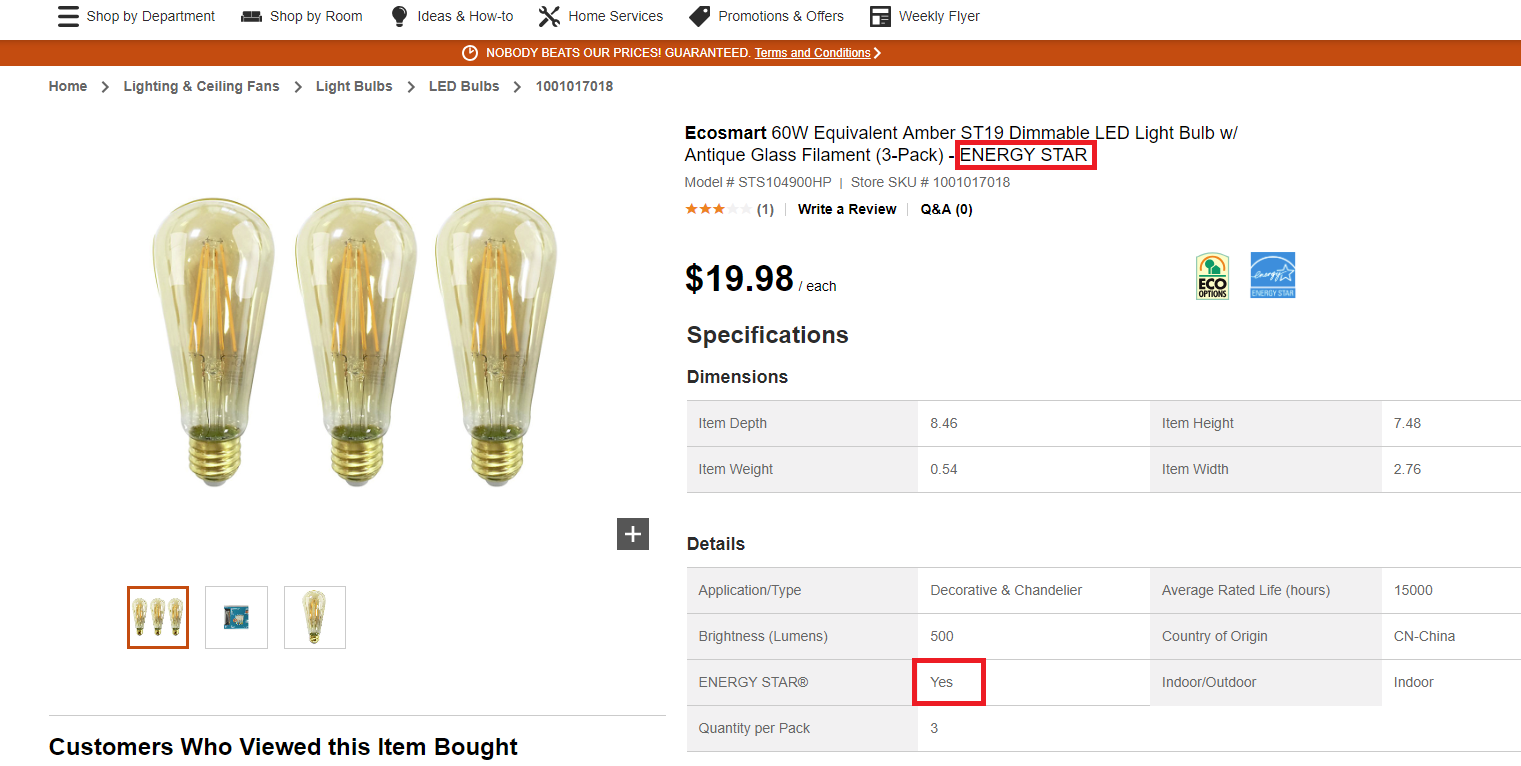 Shop by Department Shop by Room Ideas & How-to Home Services Promotions & Offers Weekly Flyer
NOBODY BEATS OUR PRICES! GUARANTEED. Terms and Conditions
Home Lighting & Ceiling Fans Light Bulbs LED Bulbs 1001017018
Ecosmart 60W Equivalent Amber ST19 Dimmable LED Light Bulb w/
Antique Glass Filament (3-Pack) - ENERGY STAR
Model # STS104900HP | Store SKU # 1001017018
(1) Write a Review Q&A (0)
$19.98 / each
ECO
OPTIONS
energy
ENERGY STAR
Specifications
Dimensions
Item Depth 8.46 Item Height 7.48
Item Weight 0.54 Item Width 2.76
Details
Application/Type Decorative & Chandelier Average Rated Life (hours) 15000
Brightness (Lumens) 500 Country of Origin CN-China
ENERGY STAR® Yes Indoor/Outdoor Indoor
Quantity per Pack 3
Customers Who Viewed this Item Bought